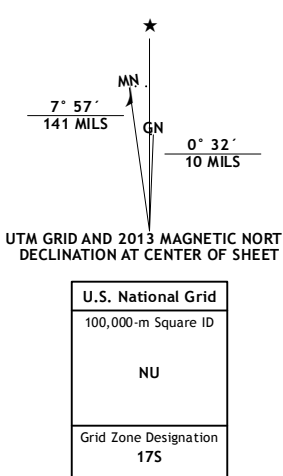 ★
MN
7° 57´
141 MILS
GN
0° 32´
10 MILS
UTM GRID AND 2013 MAGNETIC NORT
DECLINATION AT CENTER OF SHEET
U.S. National Grid
100,000-m Square ID
NU
Grid Zone Designation
17S